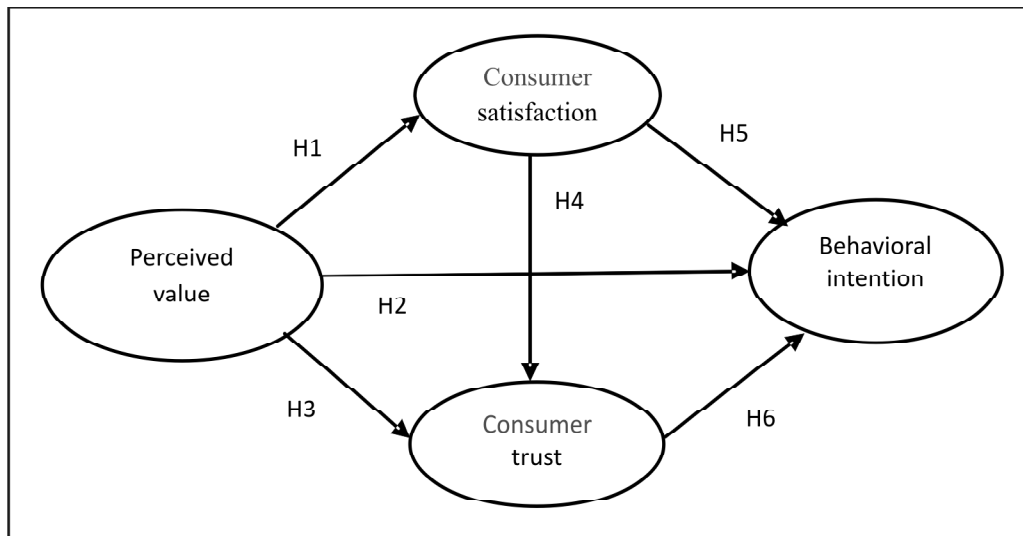 Consumer
satisfaction
H1
H5
H4
Perceived
value
Behavioral
intention
H2
H3
Consumer
trust
H6